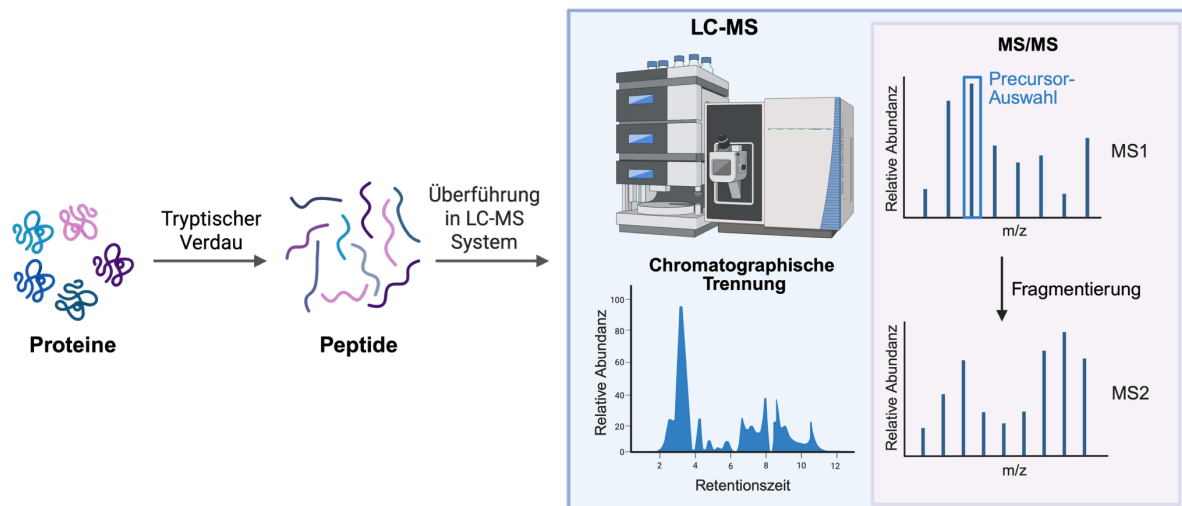 Proteine
Tryptischer
Verdau
Peptide
Überführung
in LC-MS
System
LC-MS
Chromatographische
Trennung
Relative Abundanz
100
80
60
40
20
0
2 4 6 8 10 12
Retentionszeit
MS/MS
Precursor-
Auswahl
Relative Abundanz
MS1
m/z
Fragmentierung
Relative Abundanz
MS2
m/z